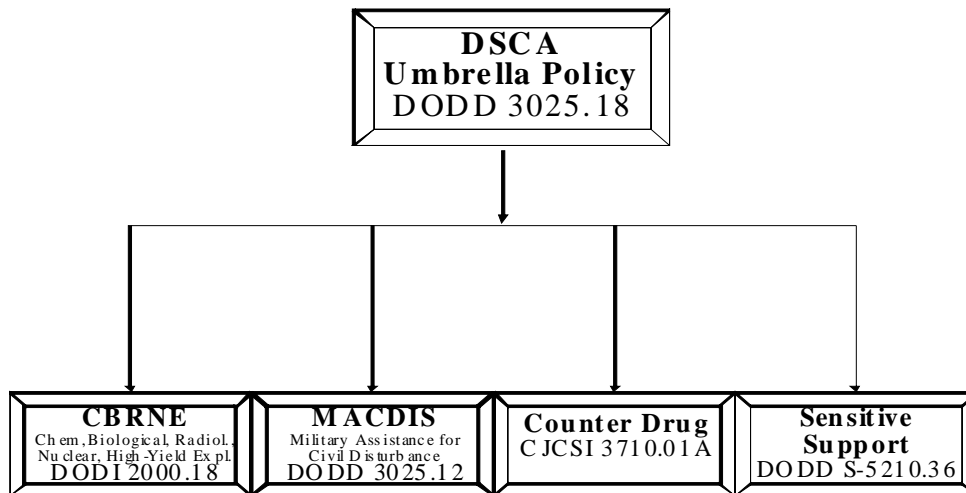 DSCA
Umbrella Policy
DODD 3025.18
CBRNE
Chem,Biological, Radiol.,
Nuclear, High-Yield Expl.
DODI 2000.18
MACDIS
Military Assistance for
Civil Disturbance
DODD 3025.12
Counter Drug
CJCSI 3710.01A
Sensitive
Support
DODD S-5210.36